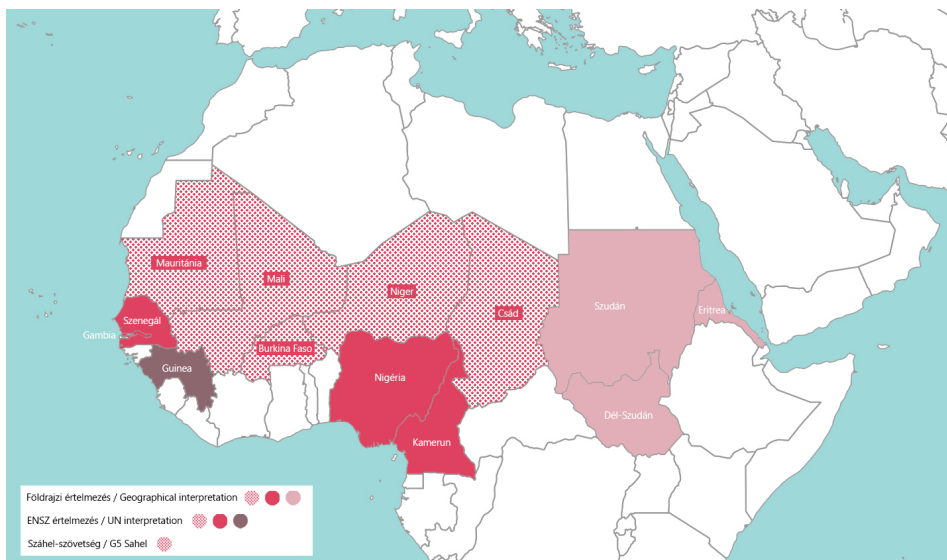 Mauritánia
Mali
Niger
Csád
Szudán
Eritrea
Szenegál
Gambia
Burkina Faso
Guinea
Nigéria
Dél-Szudán
Kamerun
Földrajzi értelmezés / Geographical interpretation
ENSZ értelmezés / UN interpretation
Száhel-szövetség / G5 Sahel